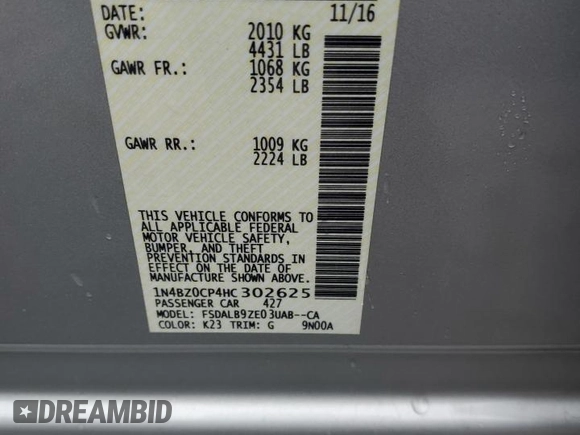 DATE: 11/16
GVWR: 2010 KG
4431 LB
GAWR FR.: 1068 KG
2354 LB
GAWR RR.: 1009 KG
2224 LB
THIS VEHICLE CONFORMS TO
ALL APPLICABLE FEDERAL
MOTOR VEHICLE SAFETY,
BUMPER, AND THEFT
PREVENTION STANDARDS IN
EFFECT ON THE DATE OF
MANUFACTURE SHOWN ABOVE.
1N4BZ0CP4HC302625
PASSENGER CAR 427
MODEL: FSDALB9ZE03UAB--CA
COLOR: K23 TRIM: G 9N00A
DREAMBID